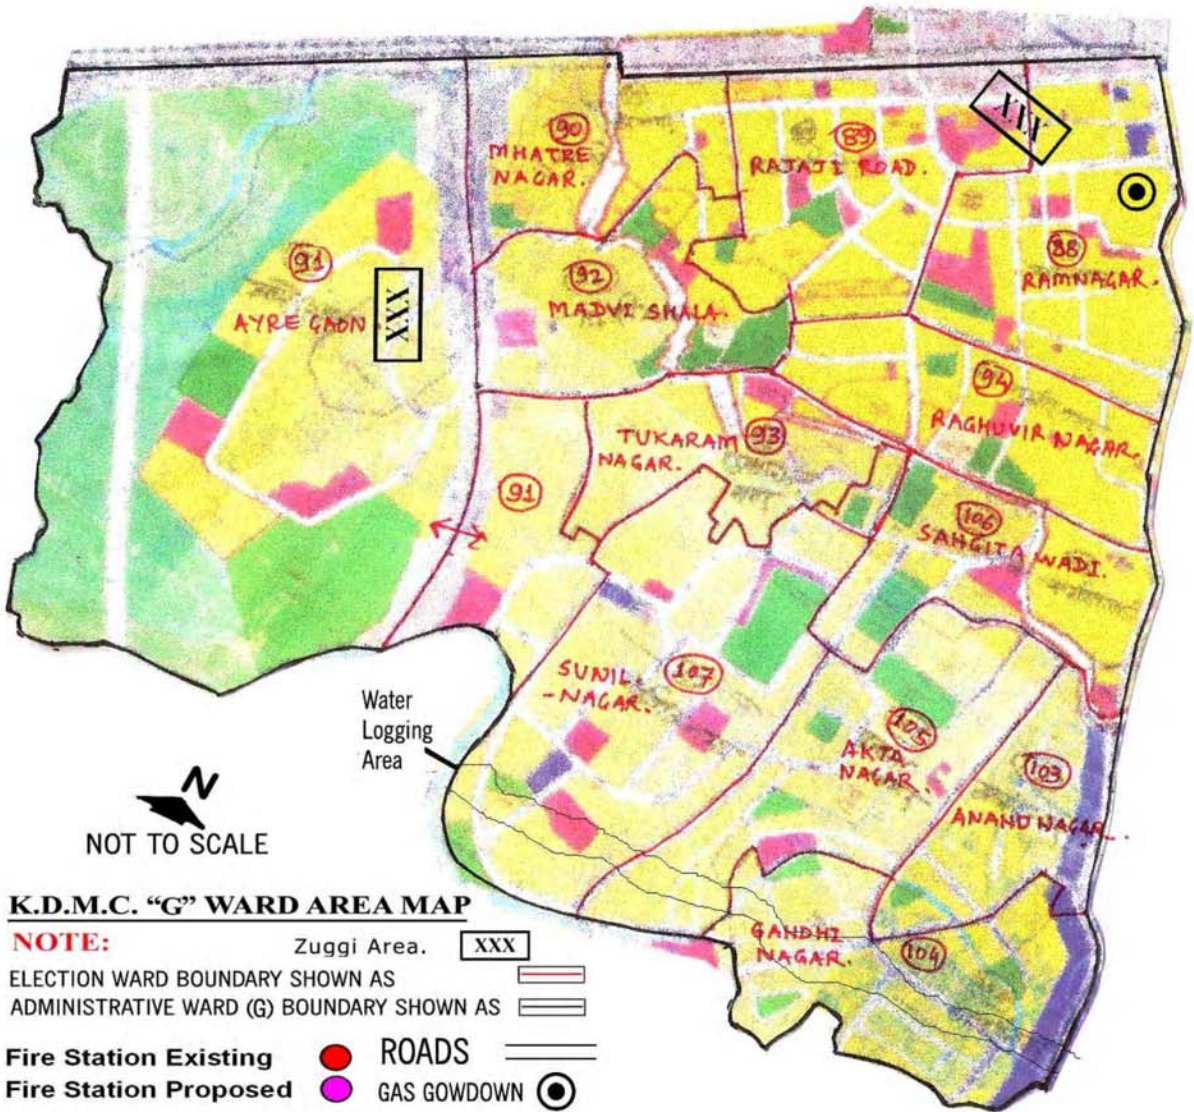 XXX
90
MHATRE
NAGAR.
89
RAJAJI ROAD.
88
RAMNAGAR.
91
AYRE GAON
XXX
92
MADVI SHALA.
94
RAGHUVIR NAGAR.
TUKARAM
NAGAR.
93
91
106
SAHGITA WADI.
SUNIL.
-NAGAR.
107
105
AKTA
NAGAR.
103
ANAND NAGAR.
GANDHI
NAGAR.
104
Water
Logging
Area
N
NOT TO SCALE
K.D.M.C. “G” WARD AREA MAP
NOTE:
Zuggi Area. XXX
ELECTION WARD BOUNDARY SHOWN AS
ADMINISTRATIVE WARD (G) BOUNDARY SHOWN AS
Fire Station Existing ROADS
Fire Station Proposed GAS GOWDOWN